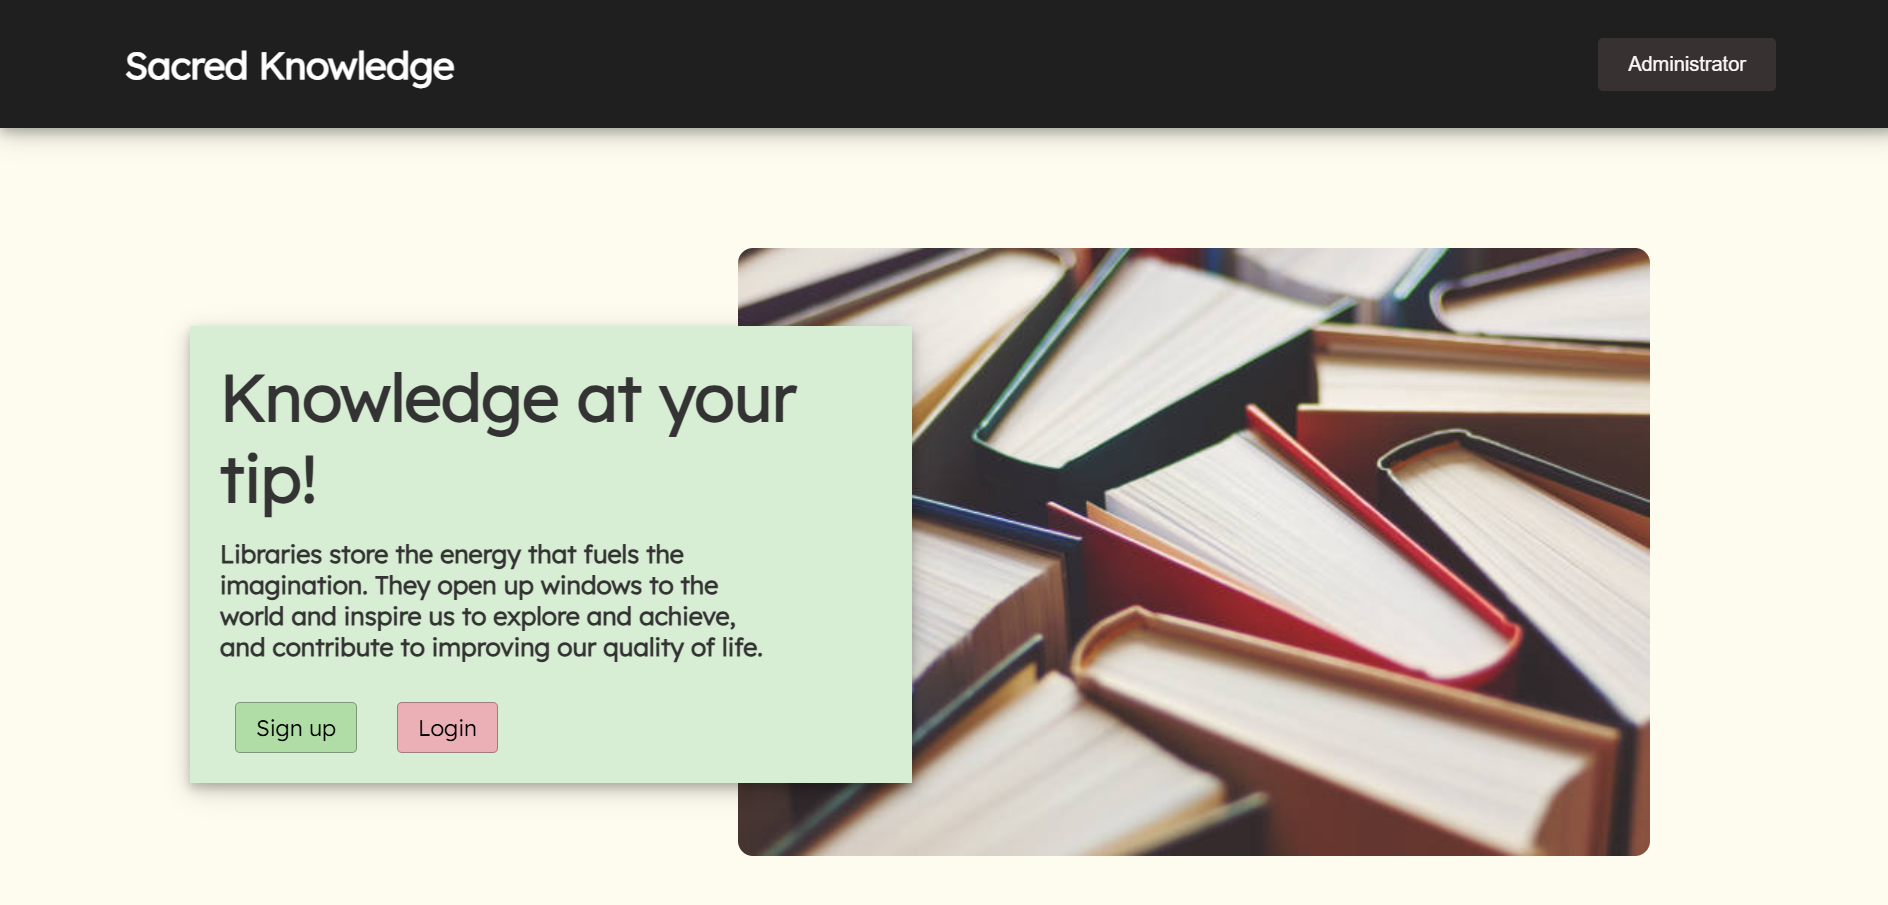 Sacred Knowledge
Administrator
Knowledge at your
tip!
Libraries store the energy that fuels the
imagination. They open up windows to the
world and inspire us to explore and achieve,
and contribute to improving our quality of life.
Sign up
Login